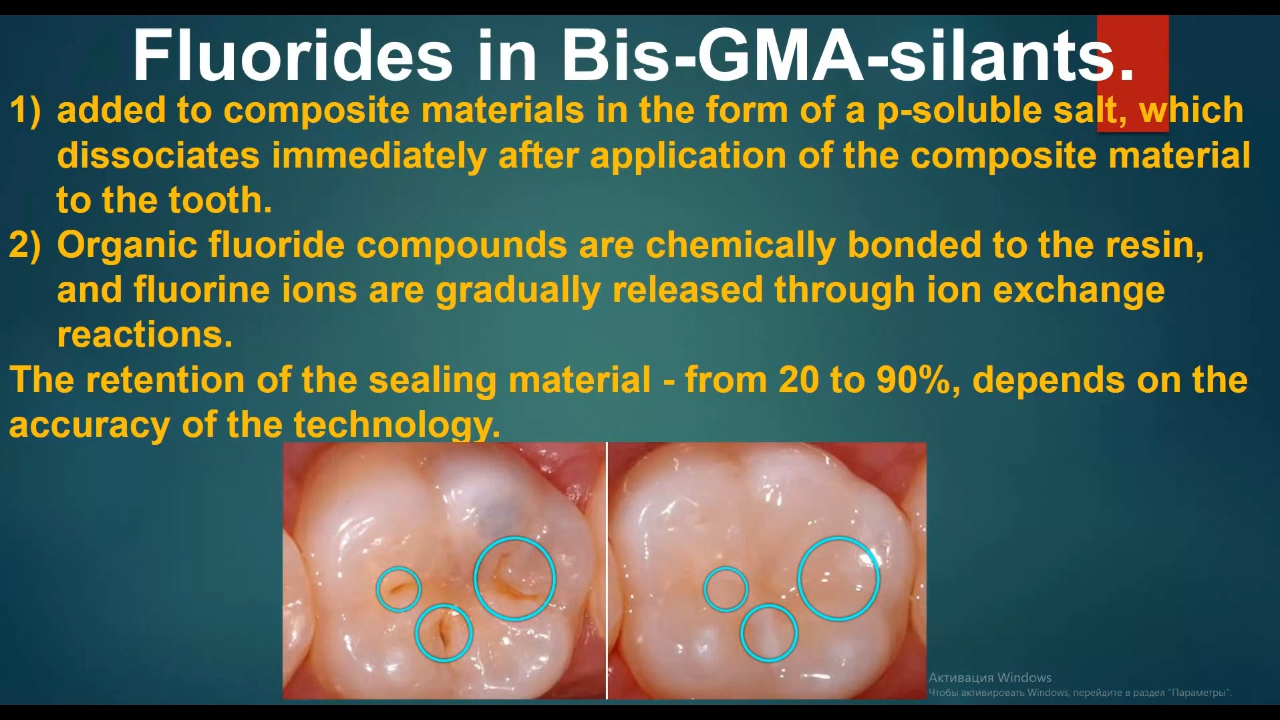 Fluorides in Bis-GMA-silants.
1) added to composite materials in the form of a p-soluble salt, which
dissociates immediately after application of the composite material
to the tooth.
2) Organic fluoride compounds are chemically bonded to the resin,
and fluorine ions are gradually released through ion exchange
reactions.
The retention of the sealing material - from 20 to 90%, depends on the
accuracy of the technology.
Активация Windows
Чтобы активировать Windows, перейдите в раздел "Параметры".